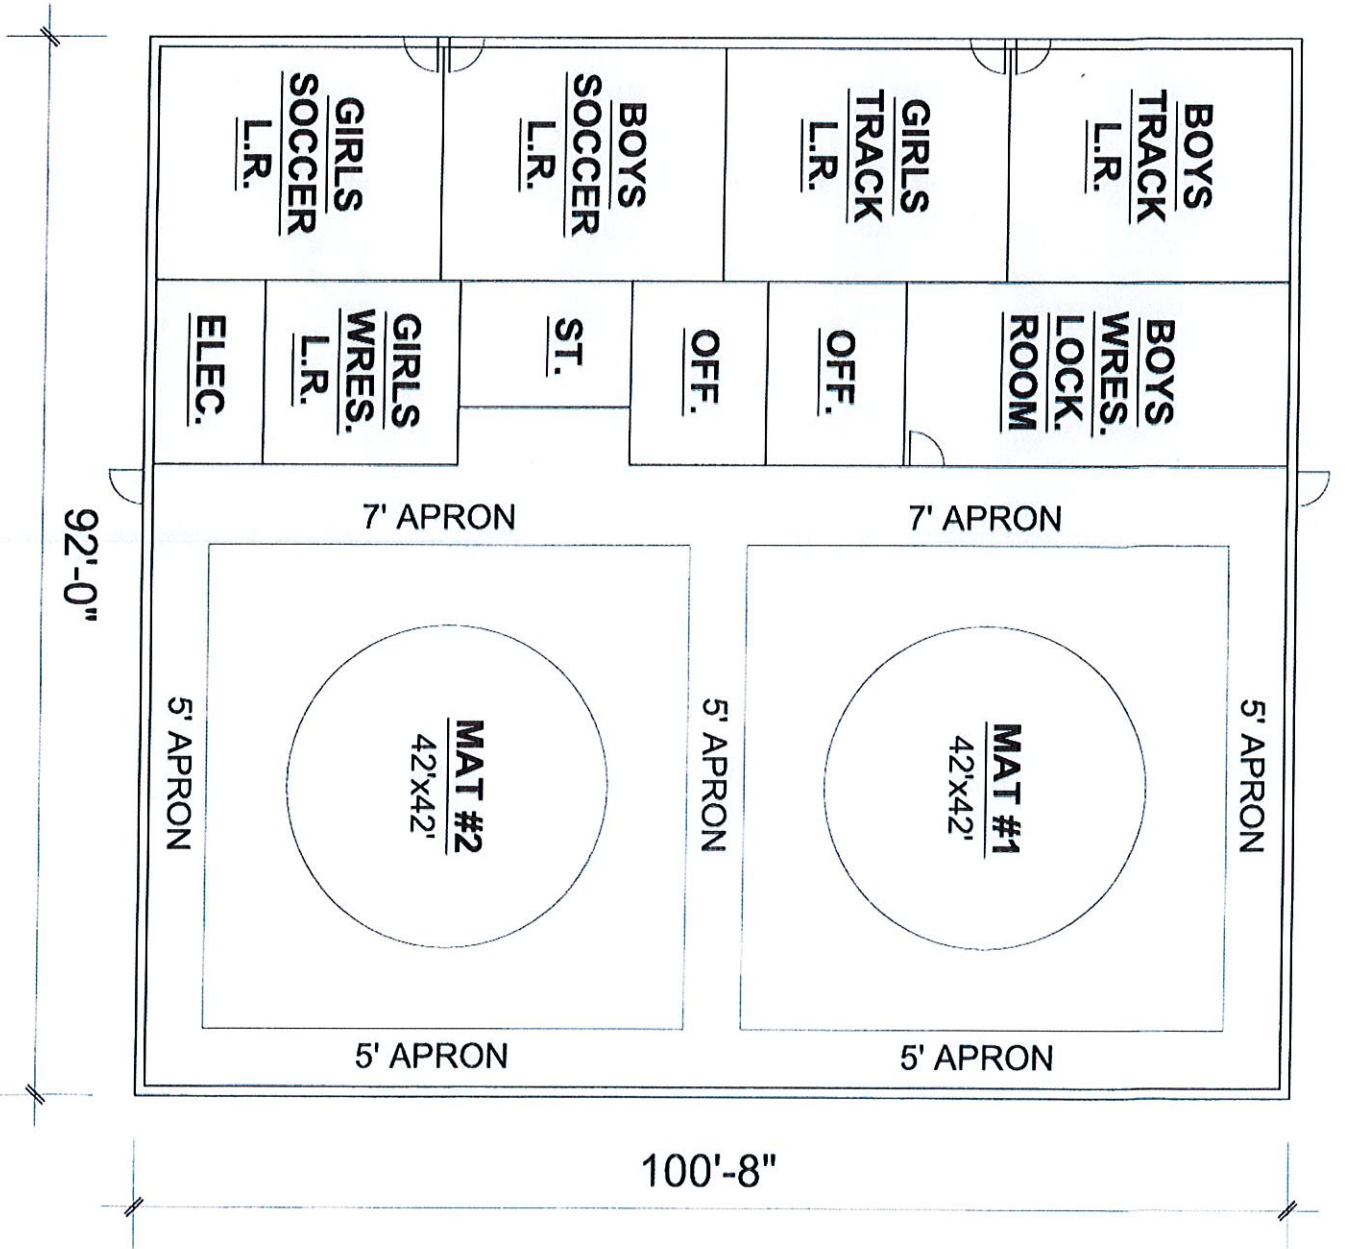 BOYS
TRACK
L.R.
GIRLS
TRACK
L.R.
BOYS
SOCCER
L.R.
GIRLS
SOCCER
L.R.
BOYS
WRES.
LOCK.
ROOM
OFF.
OFF.
ST.
GIRLS
WRES.
L.R.
ELEC.
7' APRON
7' APRON
5' APRON
MAT #1
42'x42'
5' APRON
MAT #2
42'x42'
5' APRON
5' APRON
5' APRON
92'-0"
100'-8"